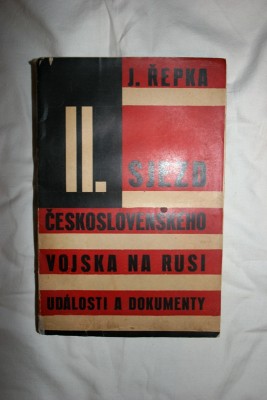 J. ŘEPKA
II.
SJEZD
ČESKOSLOVENSKÉHO
VOJSKA NA RUSI
UDÁLOSTI A DOKUMENTY